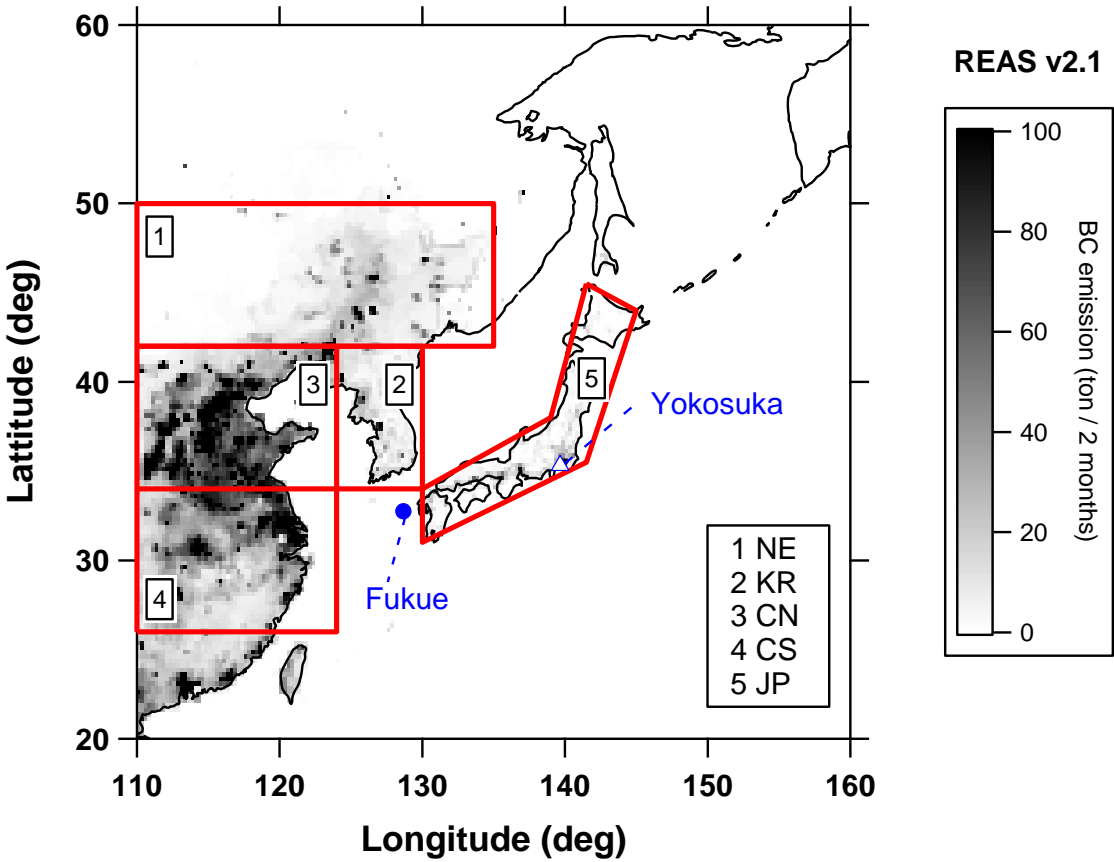 REAS v2.1
60
50
40
30
20
Lattitude (deg)
110
120
130
140
150
160
Longitude (deg)
1
2
3
4
5
Yokosuka
Fukue
1 NE
2 KR
3 CN
4 CS
5 JP
100
80
60
40
20
0
BC emission (ton / 2 months)